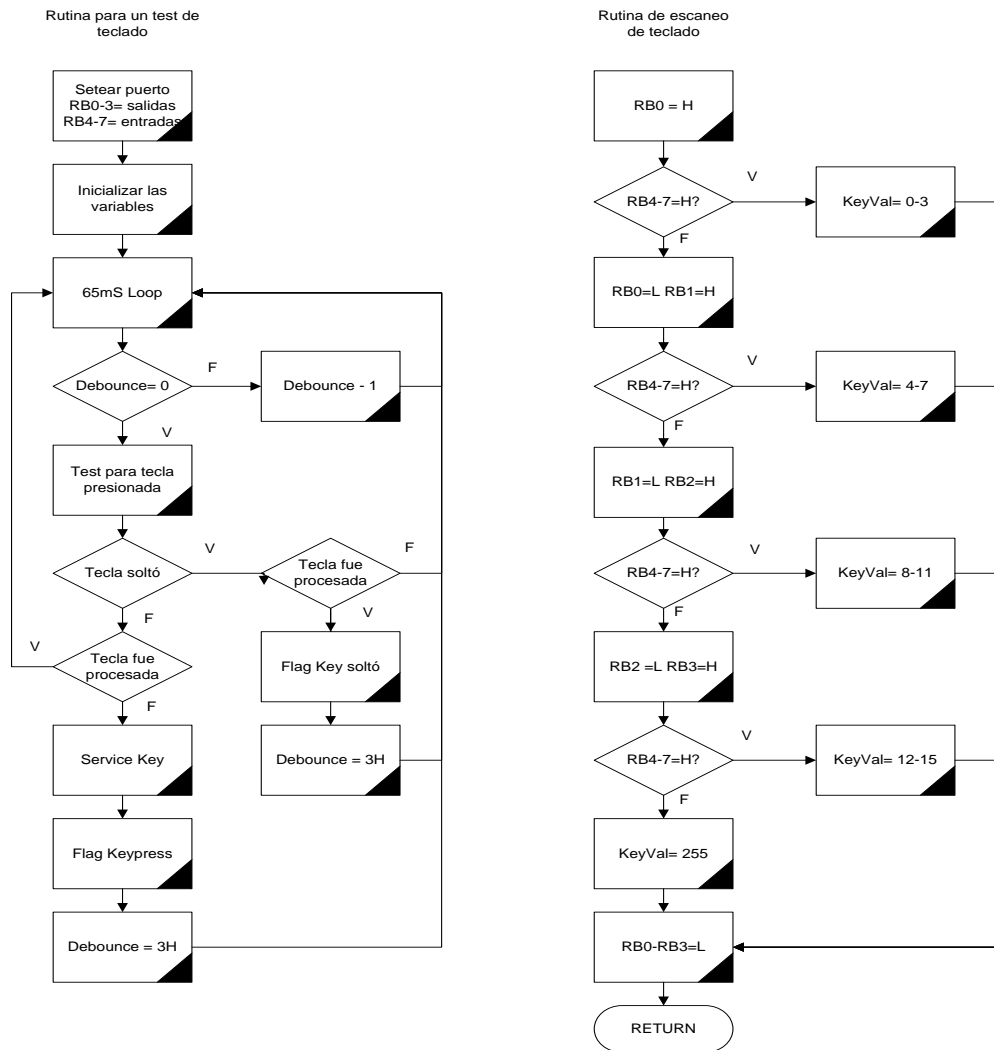 Rutina para un test de
teclado
Setear puerto
RB0-3= salidas
RB4-7= entradas
Inicializar las
variables
65mS Loop
Debounce= 0
F
Debounce - 1
V
Test para tecla
presionada
Tecla soltó
V
Tecla fue
procesada
F
F
V
V
Tecla fue
procesada
Flag Key soltó
F
Service Key
Debounce = 3H
Flag Keypress
Debounce = 3H
Rutina de escaneo
de teclado
RB0 = H
RB4-7=H?
V
KeyVal= 0-3
F
RB0=L RB1=H
RB4-7=H?
V
KeyVal= 4-7
F
RB1=L RB2=H
RB4-7=H?
V
KeyVal= 8-11
F
RB2 =L RB3=H
RB4-7=H?
V
KeyVal= 12-15
F
KeyVal= 255
RB0-RB3=L
RETURN